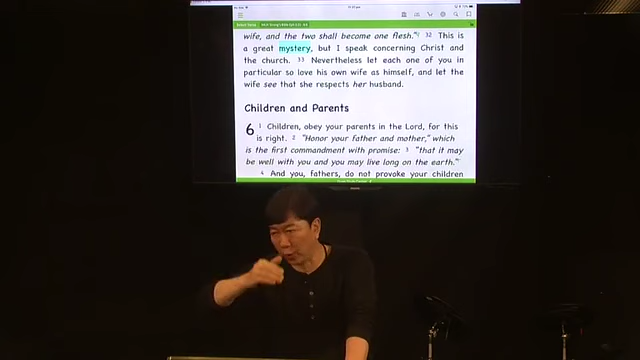 wife, and the two shall become one flesh." 32 This is
a great mystery, but I speak concerning Christ and
the church. 33 Nevertheless let each one of you in
particular so love his own wife as himself, and let the
wife see that she respects her husband.
Children and Parents
6 1 Children, obey your parents in the Lord, for this
is right. 2 "Honor your father and mother," which
is the first commandment with promise: 3 "that it may
be well with you and you may live long on the earth."
4 And you, fathers, do not provoke your children